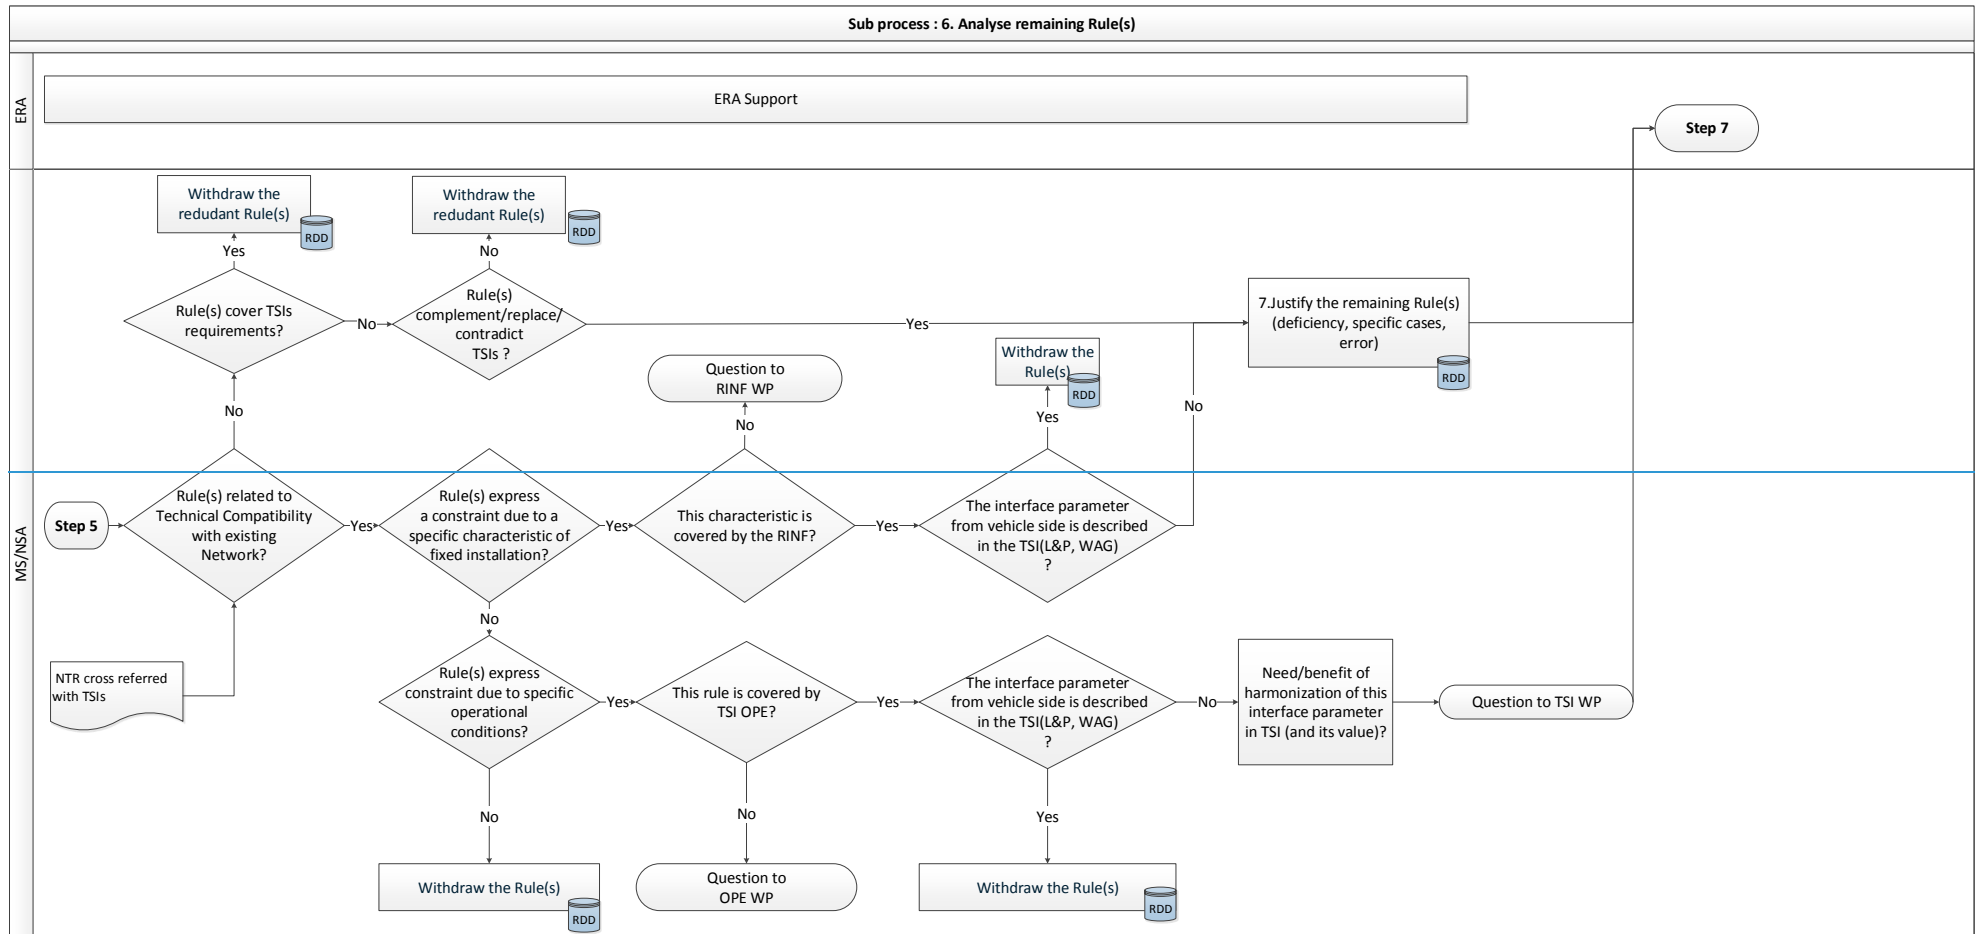 Sub process : 6. Analyse remaining Rule(s)
ERA
ERA Support
Step 7
Withdraw the
redudant Rule(s)
RDD
Withdraw the
redudant Rule(s)
RDD
Yes
No
Rule(s) cover TSIs
requirements?
No
Rule(s)
complement/replace/
contradict
TSIs ?
Yes
7.Justify the remaining Rule(s)
(deficiency, specific cases,
error)
RDD
Question to
RINF WP
Withdraw the
Rule(s)
RDD
No
No
Yes
No
MS/NSA
Step 5
Rule(s) related to
Technical Compatibility
with existing
Network?
Yes
Rule(s) express
a constraint due to a
specific characteristic of
fixed installation?
Yes
This characteristic is
covered by the RINF?
Yes
The interface parameter
from vehicle side is described
in the TSI(L&P, WAG)
?
No
NTR cross referred
with TSIs
Rule(s) express
constraint due to specific
operational
conditions?
Yes
This rule is covered by
TSI OPE?
Yes
The interface parameter
from vehicle side is described
in the TSI(L&P, WAG)
?
No
Need/benefit of
harmonization of this
interface parameter
in TSI (and its value)?
Question to TSI WP
No
No
Yes
Withdraw the Rule(s)
RDD
Question to
OPE WP
Withdraw the Rule(s)
RDD